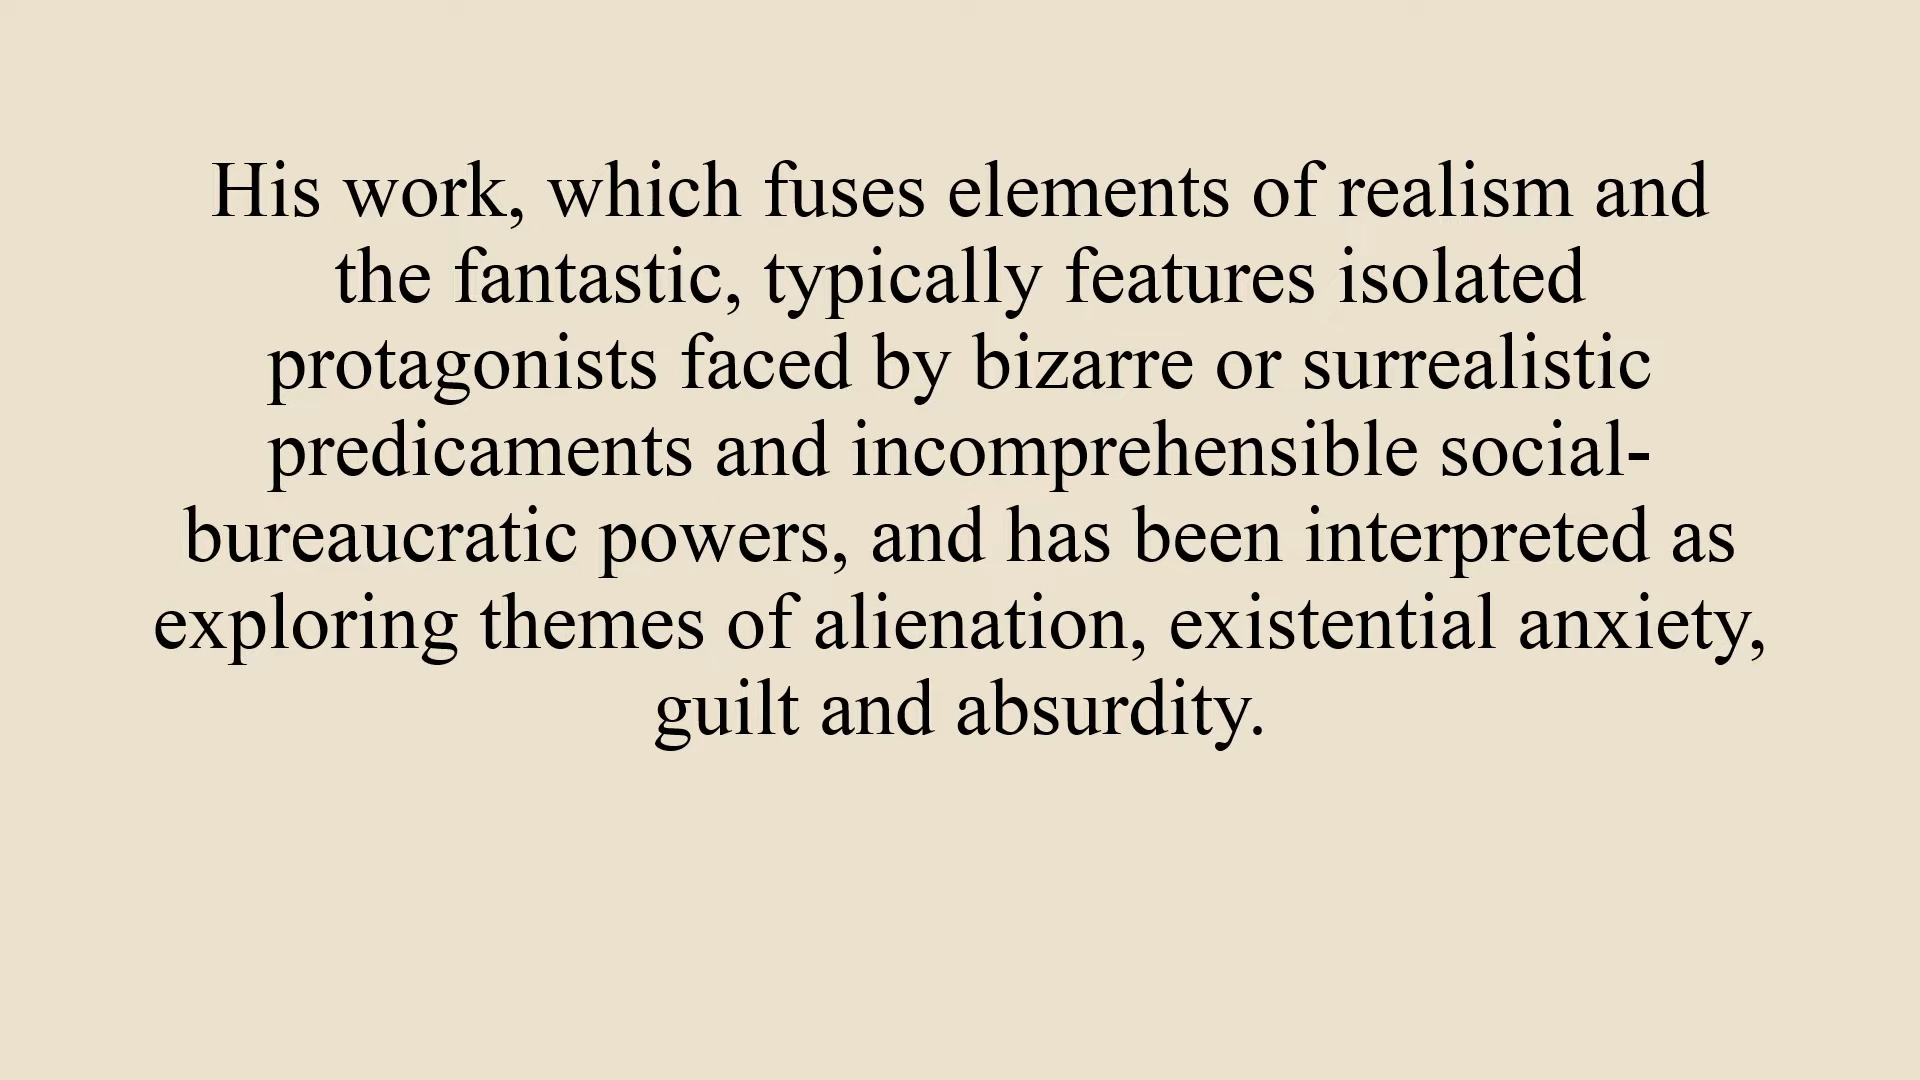 His work, which fuses elements of realism and
the fantastic, typically features isolated
protagonists faced by bizarre or surrealistic
predicaments and incomprehensible social-
bureaucratic powers, and has been interpreted as
exploring themes of alienation, existential anxiety,
guilt and absurdity.